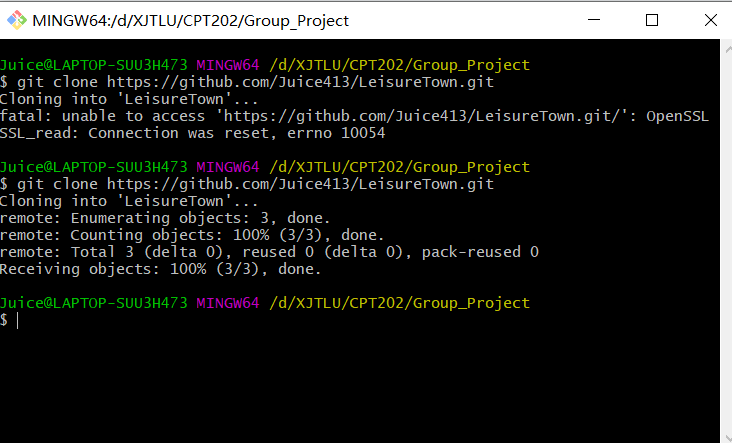 MINGW64:/d/XJTLU/CPT202/Group_Project
Juice@LAPTOP-SUU3H473 MINGW64 /d/XJTLU/CPT202/Group_Project
$ git clone https://github.com/Juice413/LeisureTown.git
Cloning into 'LeisureTown'...
fatal: unable to access 'https://github.com/Juice413/LeisureTown.git/': OpenSSL
SSL_read: Connection was reset, errno 10054
Juice@LAPTOP-SUU3H473 MINGW64 /d/XJTLU/CPT202/Group_Project
$ git clone https://github.com/Juice413/LeisureTown.git
Cloning into 'LeisureTown'...
remote: Enumerating objects: 3, done.
remote: Counting objects: 100% (3/3), done.
remote: Total 3 (delta 0), reused 0 (delta 0), pack-reused 0
Receiving objects: 100% (3/3), done.
Juice@LAPTOP-SUU3H473 MINGW64 /d/XJTLU/CPT202/Group_Project
$